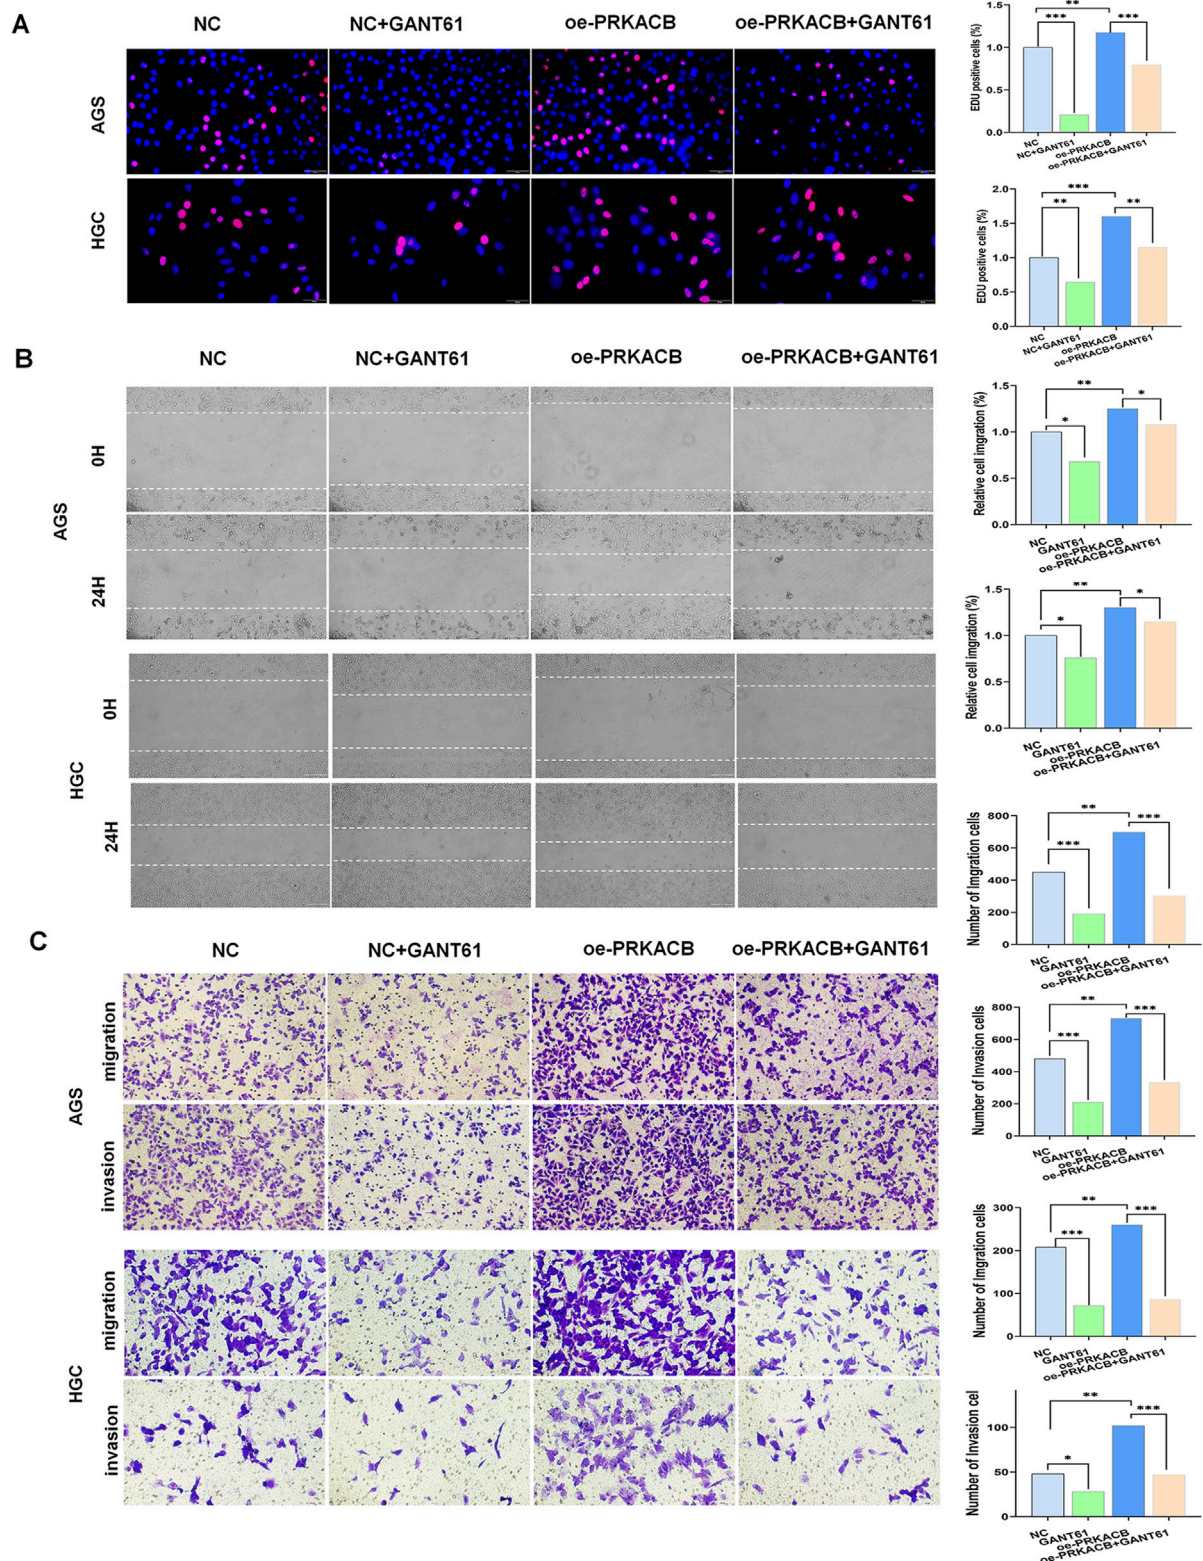 A
NC
NC+GANT61
oe-PRKACB
oe-PRKACB+GANT61
AGS
HGC
EDU positive cells (%)
1.5
1.0
0.5
0.0
**
***
***
NC
NC+GANT61
oe-PRKACB
oe-PRKACB+GANT61
EDU positive cells (%)
2.0
1.5
1.0
0.5
0.0
***
**
**
NC
NC+GANT61
oe-PRKACB
oe-PRKACB+GANT61
B
NC
NC+GANT61
oe-PRKACB
oe-PRKACB+GANT61
AGS
0H
24H
HGC
0H
24H
Relative cell imgration (%)
1.5
1.0
0.5
0.0
**
*
*
NC
GANT61
oe-PRKACB
oe-PRKACB+GANT61
Relative cell imgration (%)
1.5
1.0
0.5
0.0
**
*
*
NC
GANT61
oe-PRKACB
oe-PRKACB+GANT61
C
NC
NC+GANT61
oe-PRKACB
oe-PRKACB+GANT61
AGS
migration
invasion
HGC
migration
invasion
Number of Imgration cells
800
600
400
200
0
**
***
***
NC
GANT61
oe-PRKACB
oe-PRKACB+GANT61
Number of Invasion cells
800
600
400
200
0
**
***
***
NC
GANT61
oe-PRKACB
oe-PRKACB+GANT61
Number of Imgration cells
300
200
100
0
**
***
***
NC
GANT61
oe-PRKACB
oe-PRKACB+GANT61
Number of Invasion cel
100
50
0
**
***
*
NC
GANT61
oe-PRKACB
oe-PRKACB+GANT61